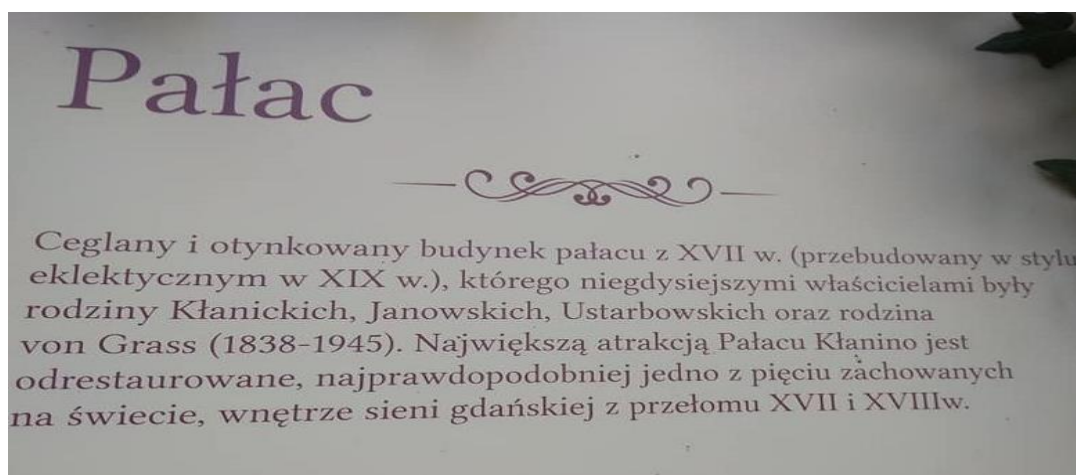 Pałac
Ceglany i otynkowany budynek pałacu z XVII w. (przebudowany w stylu
eklektycznym w XIX w.), którego niegdysiejszymi właścicielami były
rodziny Kłanickich, Janowskich, Ustarbowskich oraz rodzina
von Grass (1838-1945). Największą atrakcją Pałacu Kłanino jest
odrestaurowane, najprawdopodobniej jedno z pięciu zachowanych
na świecie, wnętrze sieni gdańskiej z przełomu XVII i XVIIIw.